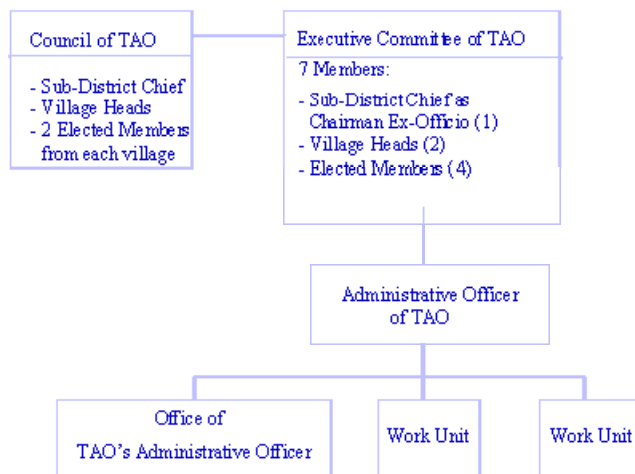 Council of TAO
- Sub-District Chief
- Village Heads
- 2 Elected Members
from each village
Executive Committee of TAO
7 Members:
- Sub-District Chief as
Chairman Ex-Officio (1)
- Village Heads (2)
- Elected Members (4)
Administrative Officer
of TAO
Office of
TAO's Administrative Officer
Work Unit
Work Unit